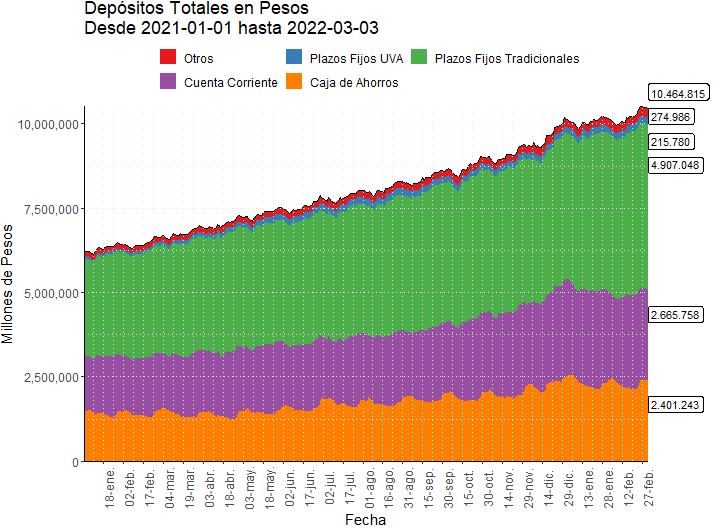 Depósitos Totales en Pesos
Desde 2021-01-01 hasta 2022-03-03
Otros
Plazos Fijos UVA
Plazos Fijos Tradicionales
Cuenta Corriente
Caja de Ahorros
10.464.815
274.986
215.780
4.907.048
2.665.758
2.401.243
Millones de Pesos
10,000,000
7,500,000
5,000,000
2,500,000
0
18-ene.
02-feb.
17-feb.
04-mar.
19-mar.
03-abr.
18-abr.
03-may.
18-may.
02-jun.
17-jun.
02-jul.
17-jul.
01-ago.
16-ago.
31-ago.
15-sep.
30-sep.
15-oct.
30-oct.
14-nov.
29-nov.
14-dic.
29-dic.
13-ene.
28-ene.
12-feb.
27-feb.
Fecha